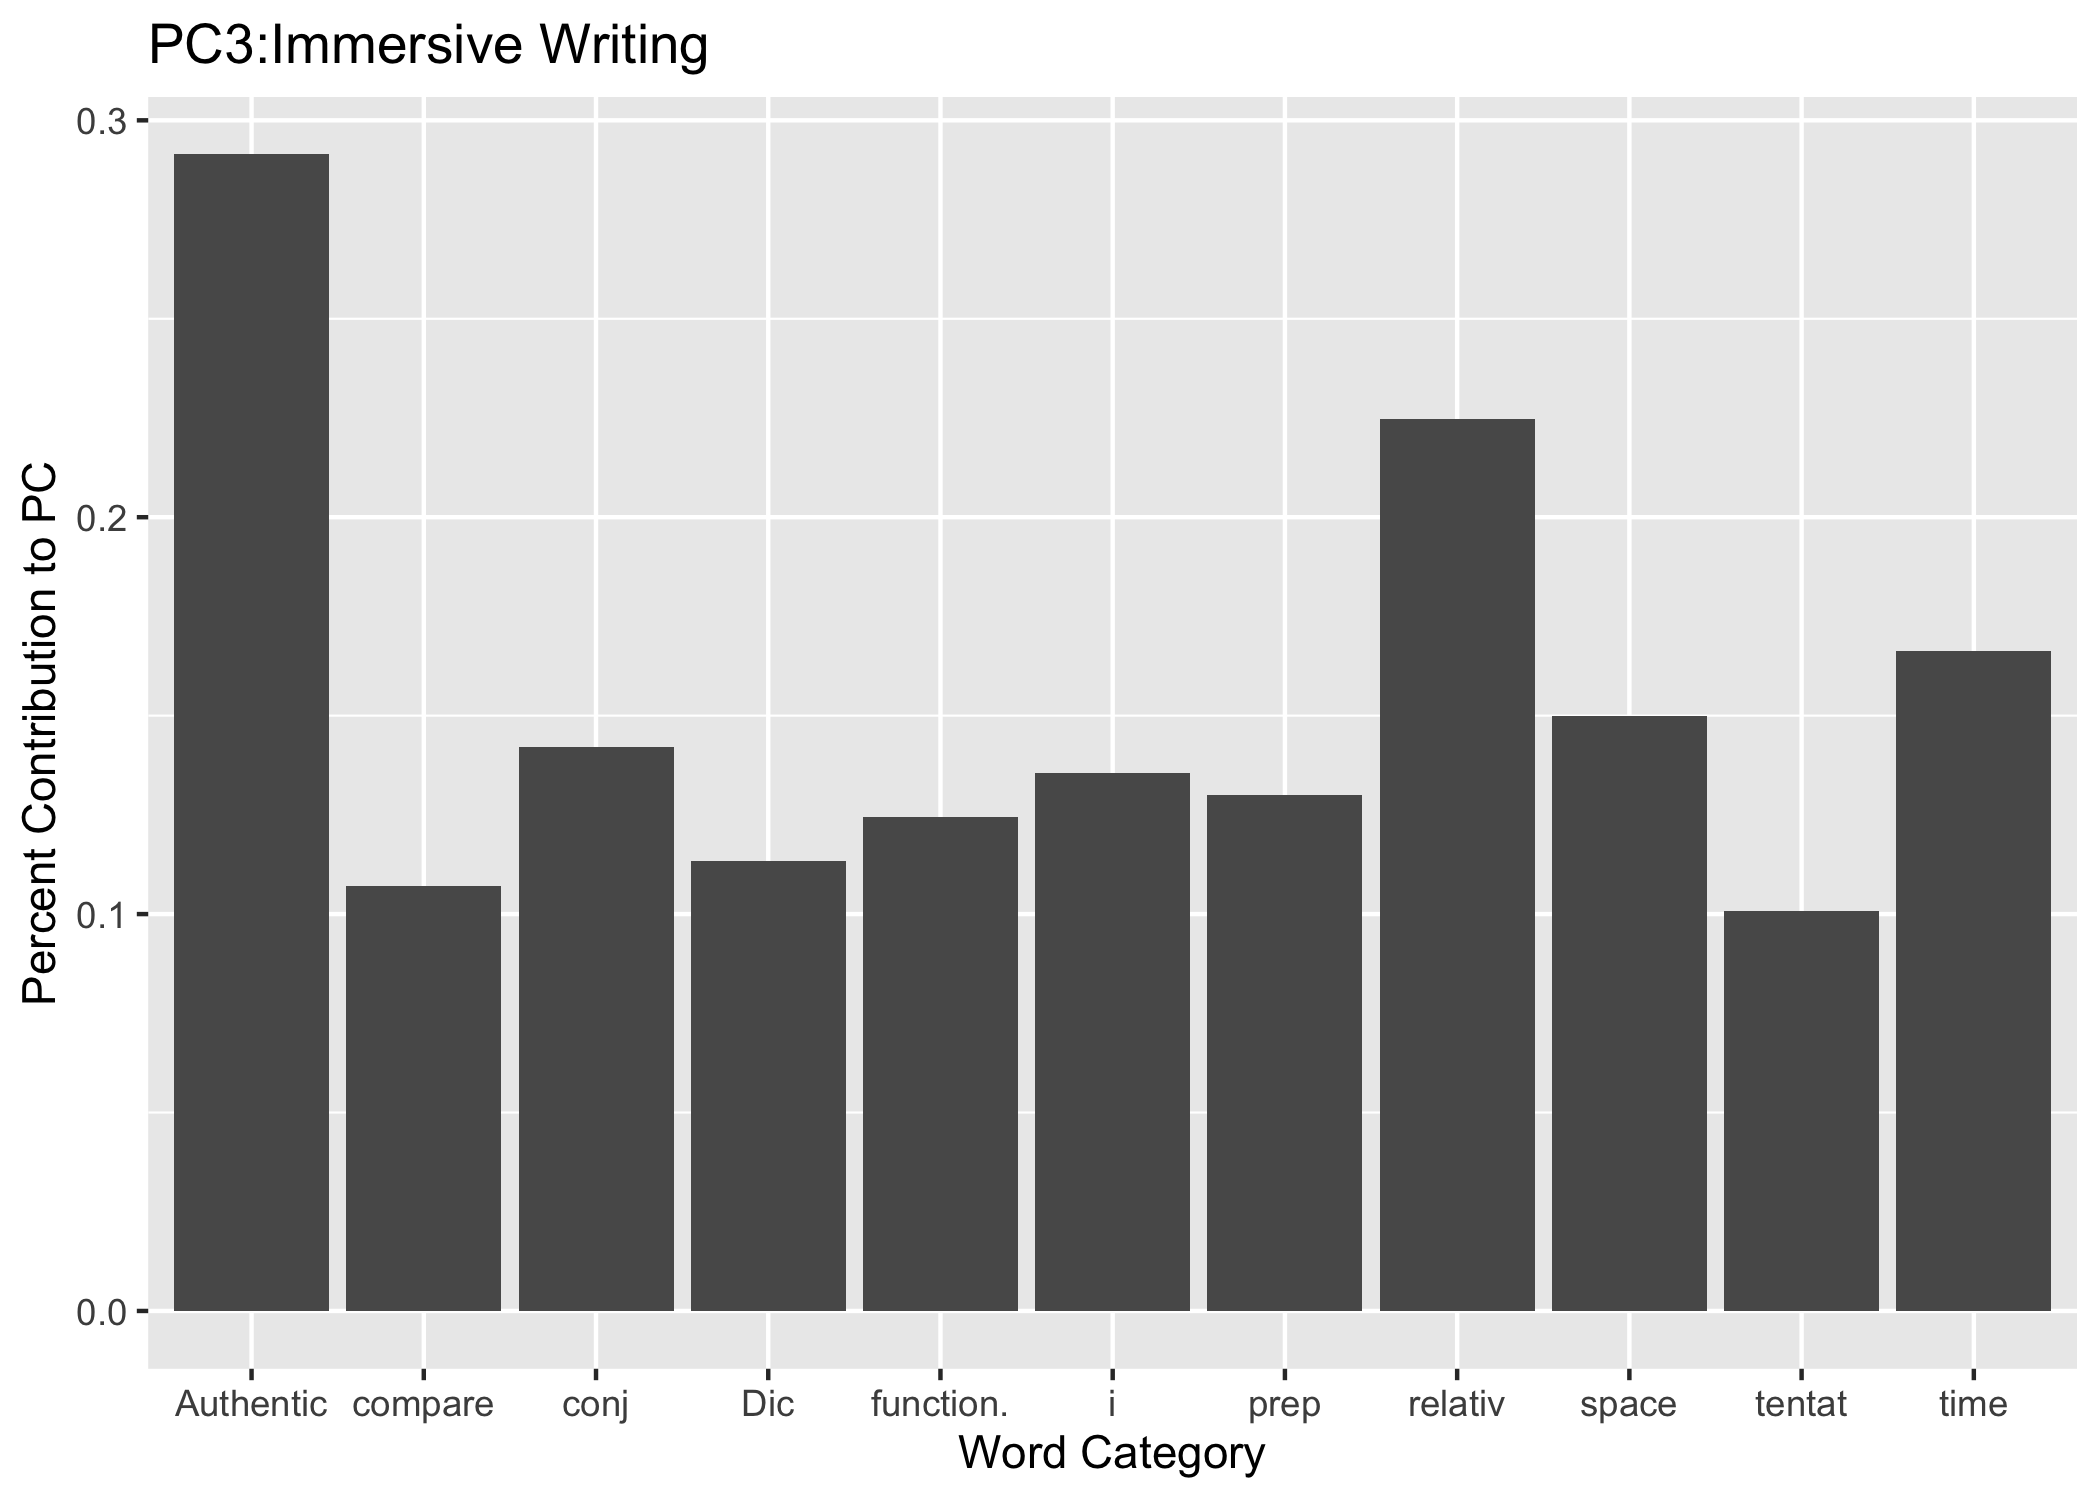 PC3:Immersive Writing
Percent Contribution to PC
0.3
0.2
0.1
0.0
Authentic compare conj Dic function. i prep relativ space tentat time
Word Category